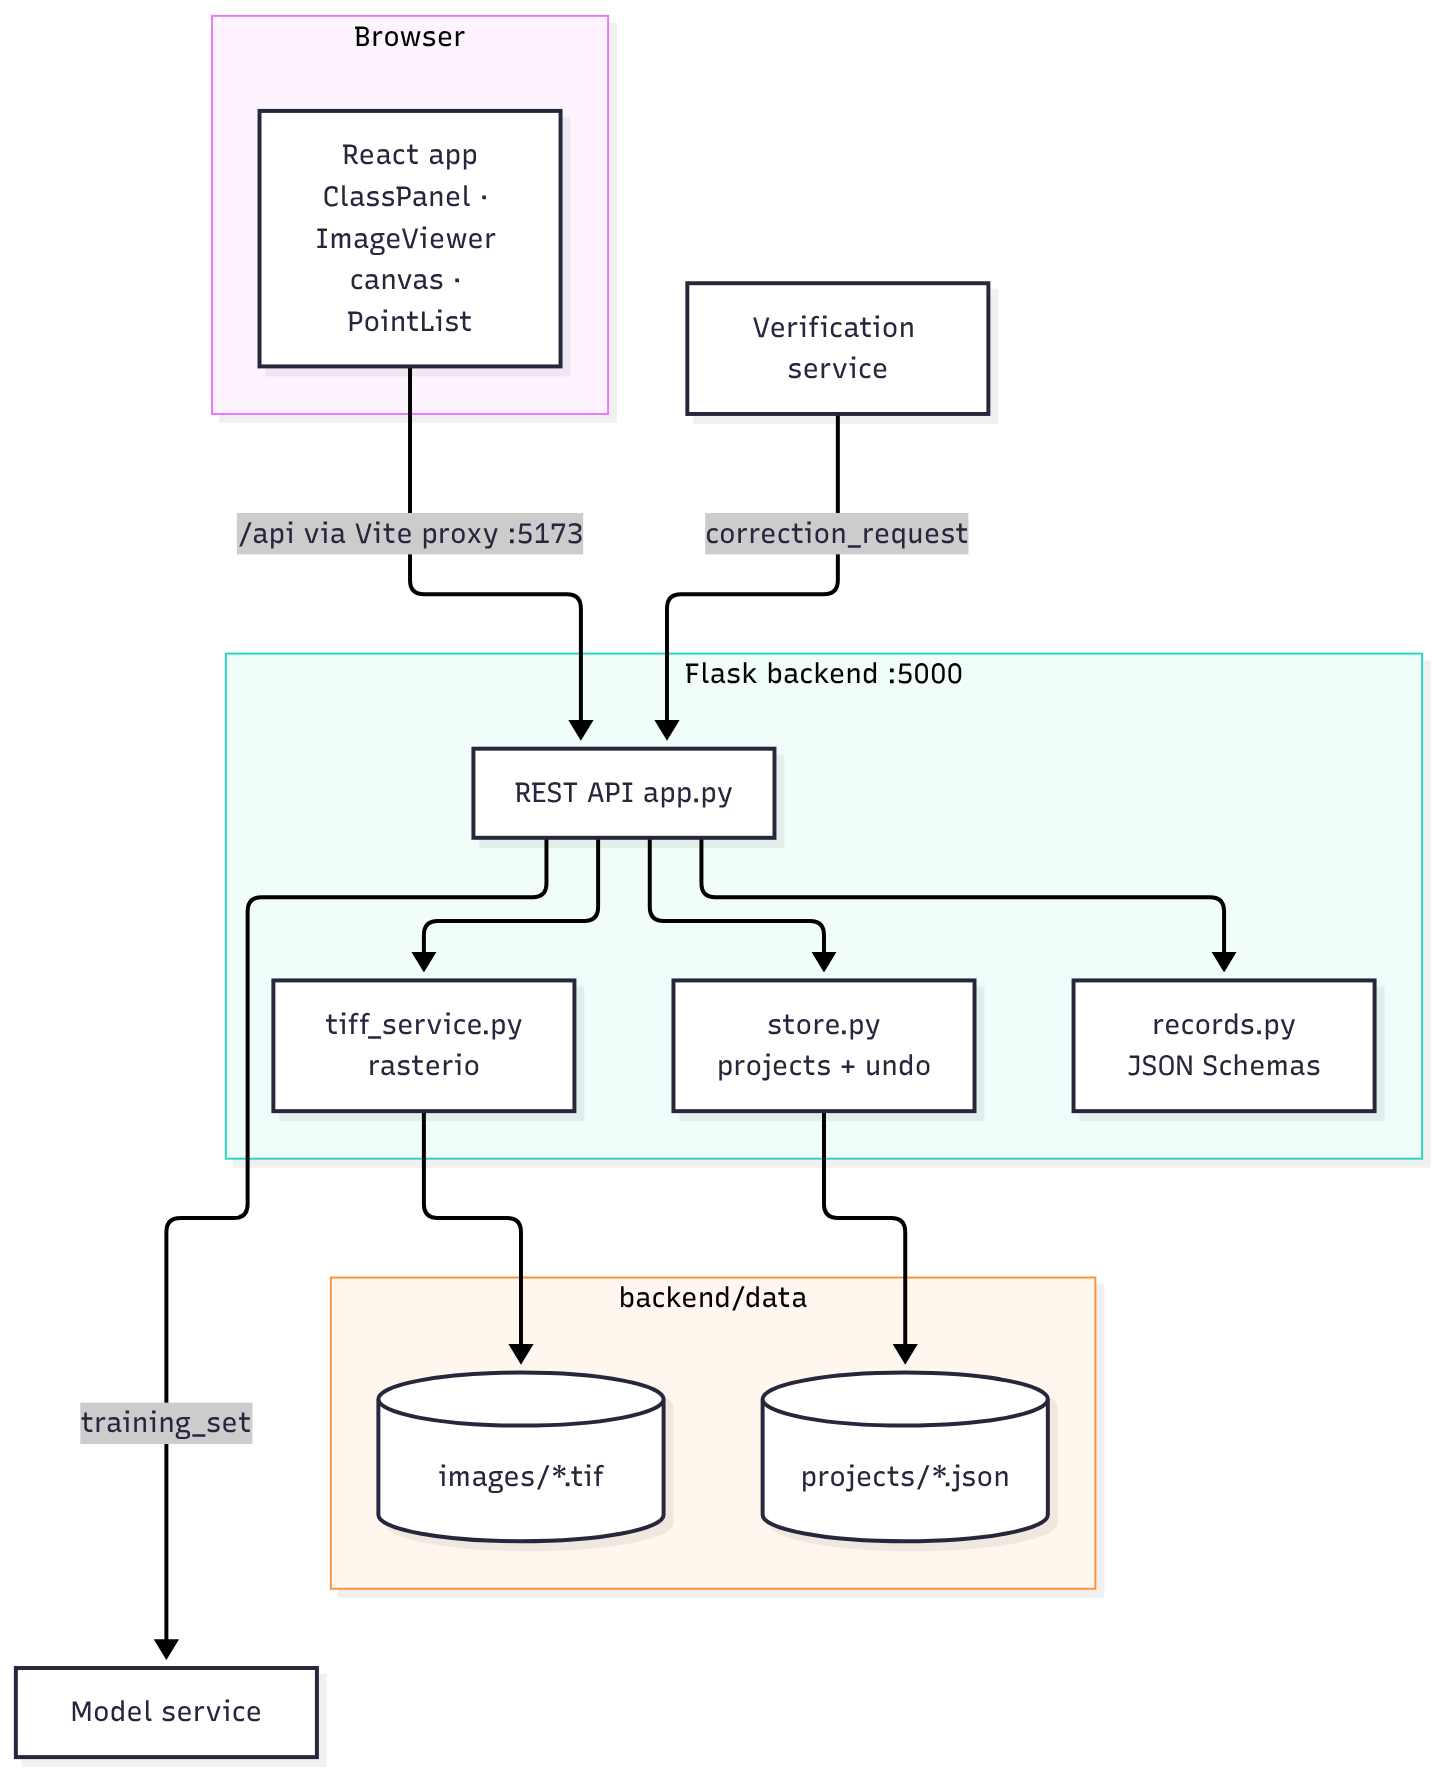 Browser
React app
ClassPanel ·
ImageViewer
canvas ·
PointList
Verification
service
/api via Vite proxy :5173
correction_request
Flask backend :5000
REST API app.py
tiff_service.py
rasterio
store.py
projects + undo
records.py
JSON Schemas
backend/data
training_set
images/*.tif
projects/*.json
Model service